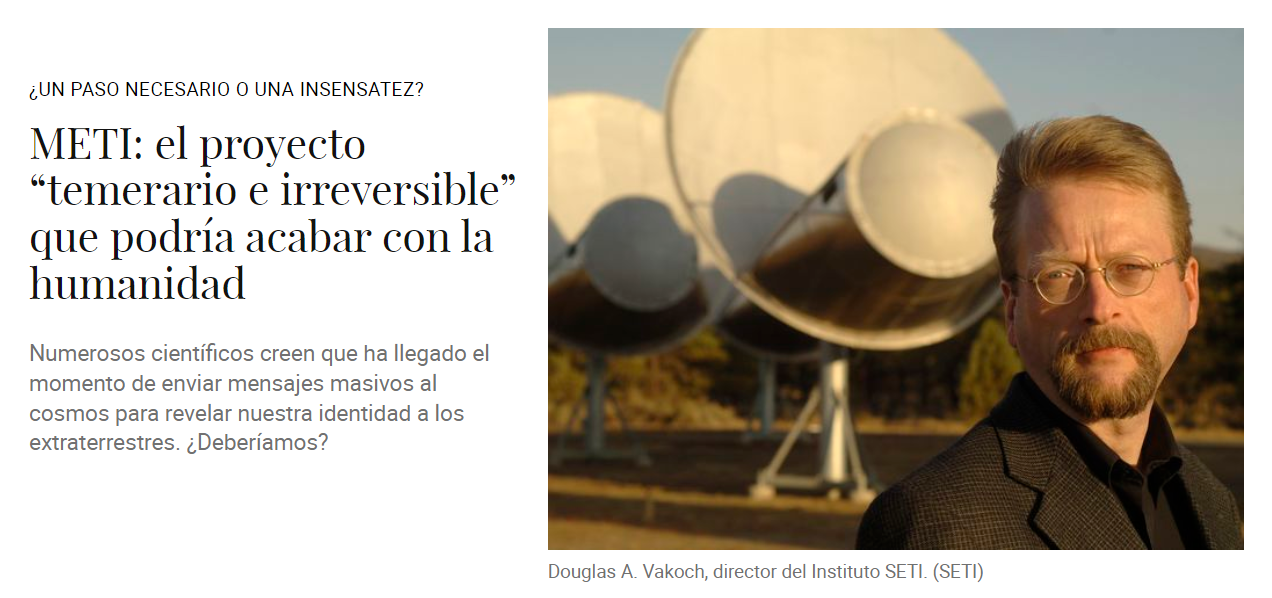 ¿UN PASO NECESARIO O UNA INSENSATEZ?
METI: el proyecto
“temerario e irreversible”
que podría acabar con la
humanidad
Numerosos científicos creen que ha llegado el
momento de enviar mensajes masivos al
cosmos para revelar nuestra identidad a los
extraterrestres. ¿Deberíamos?
Douglas A. Vakoch, director del Instituto SETI. (SETI)